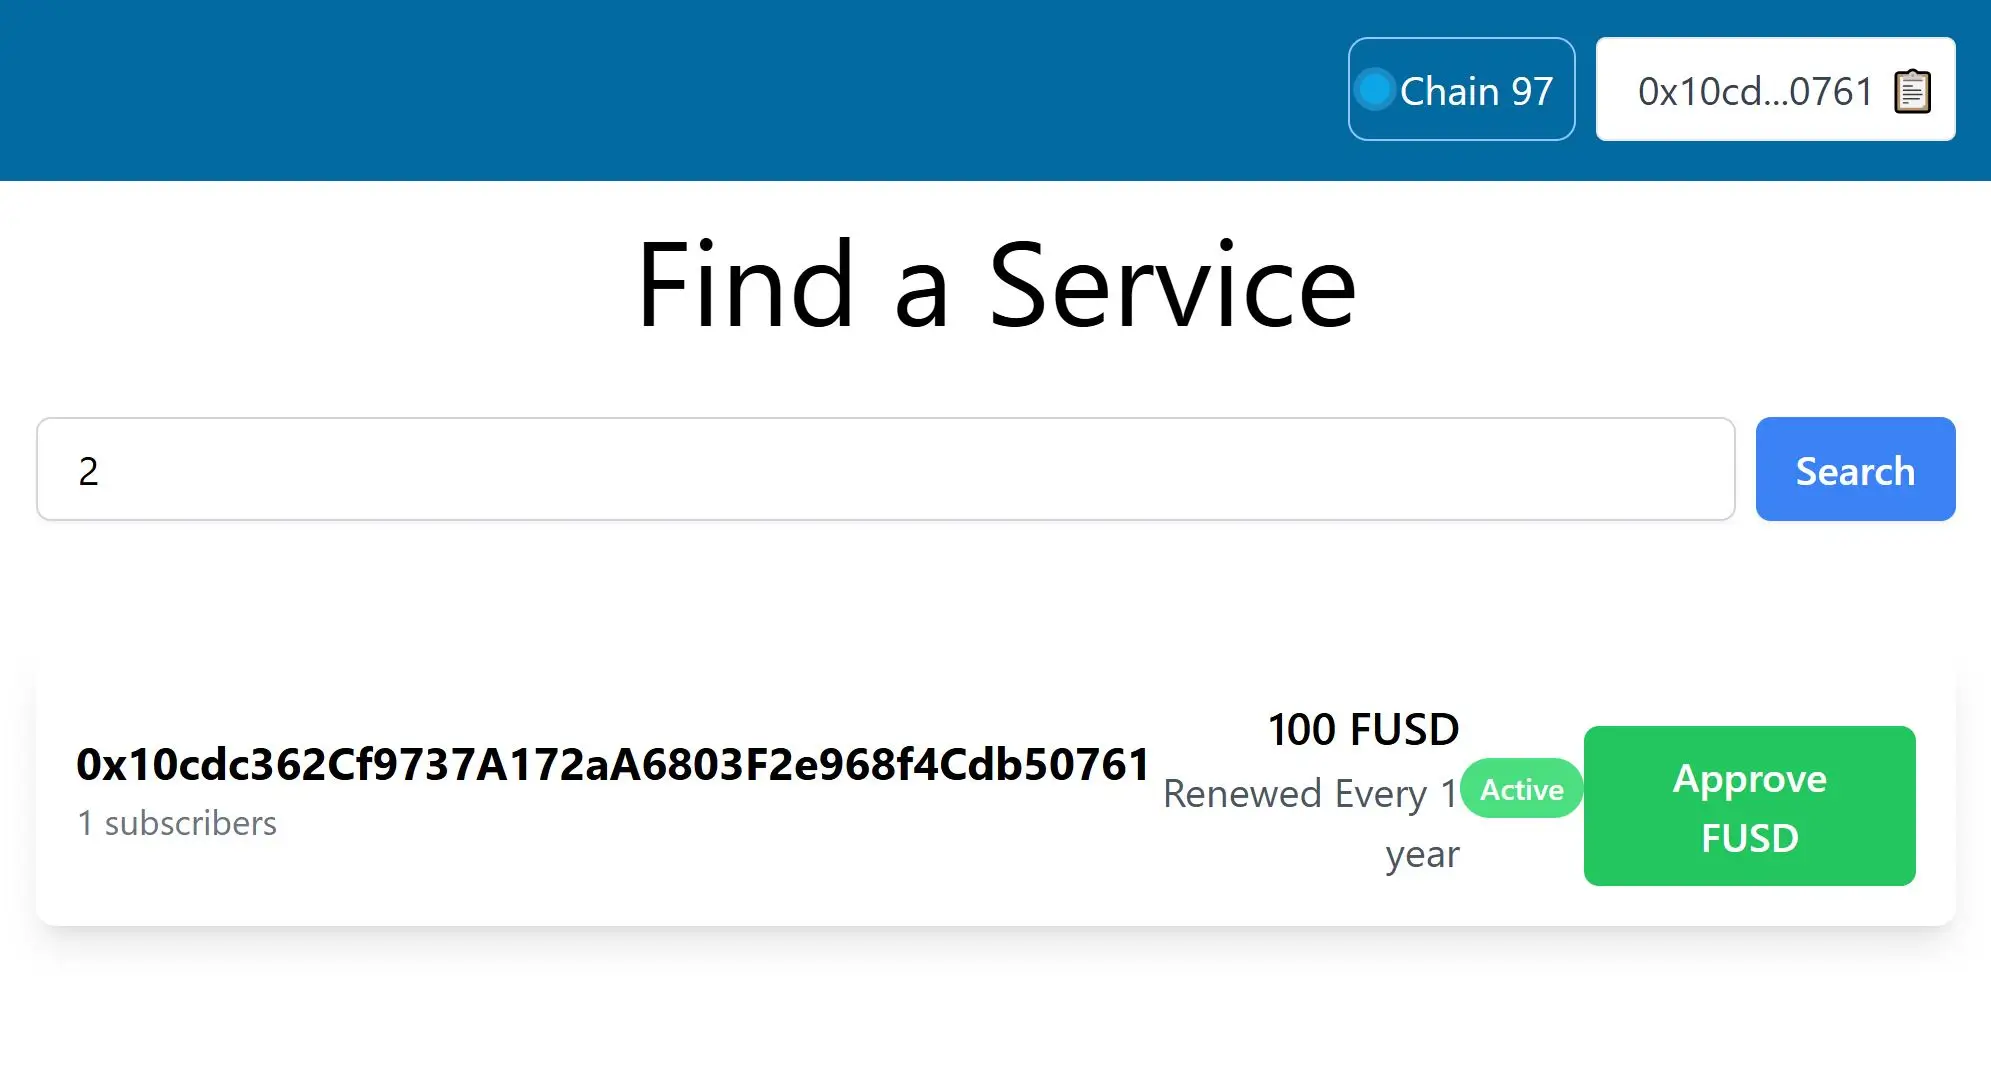 Chain 97
0x10cd...0761
Find a Service
2
Search
0x10cdc362Cf9737A172aA6803F2e968f4Cdb50761
1 subscribers
100 FUSD
Renewed Every 1
year
Active
Approve
FUSD